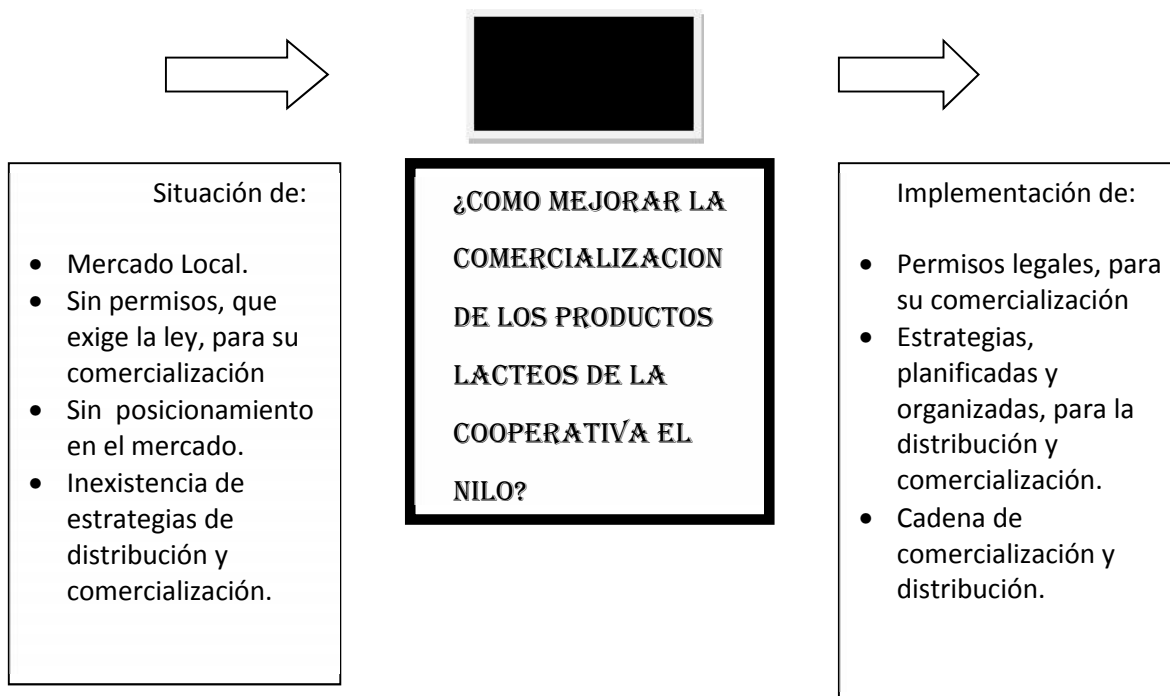 Situación de:
• Mercado Local.
• Sin permisos, que
exige la ley, para su
comercialización
• Sin posicionamiento
en el mercado.
• Inexistencia de
estrategias de
distribución y
comercialización.
¿COMO MEJORAR LA
COMERCIALIZACION
DE LOS PRODUCTOS
LACTEOS DE LA
COOPERATIVA EL
NILO?
Implementación de:
• Permisos legales, para
su comercialización
• Estrategias,
planificadas y
organizadas, para la
distribución y
comercialización.
• Cadena de
comercialización y
distribución.